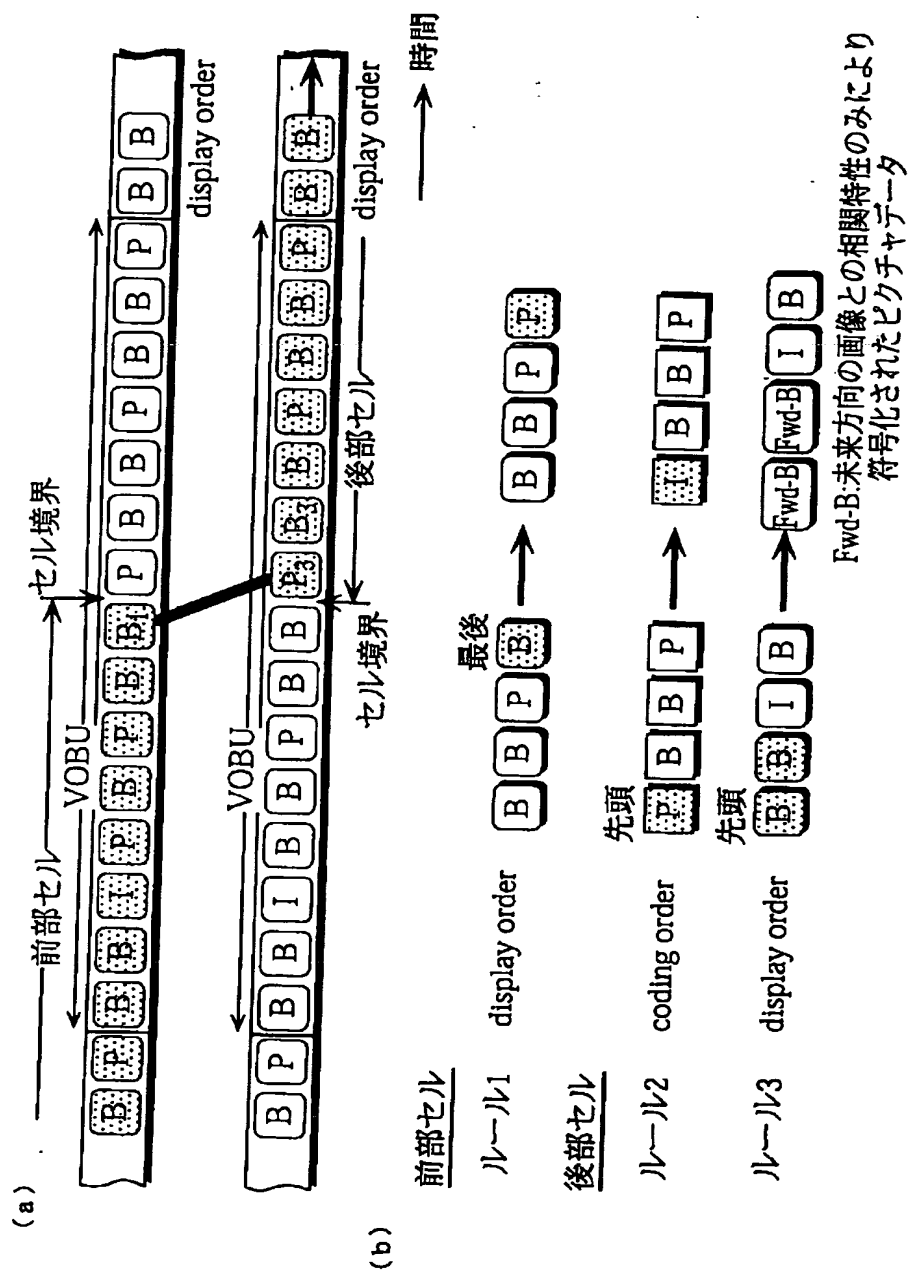 (a)
前部セル
セル境界
VOBU
B P B B I P B P B B1 P B B P B B P B B
display order
VOBU
B P B B I B B P B B P3 B3 B P B B P B B
display order
セル境界
後部セル
時間
(b)
前部セル
最後
ルール1 display order B B P B B B P P
後部セル
先頭
ルール2 coding order P B B P I B B P
先頭
ルール3 display order B B I B Fwd-B Fwd-B I B
Fwd-B:未来方向の画像との相関特性のみにより
符号化されたピクチャデータ